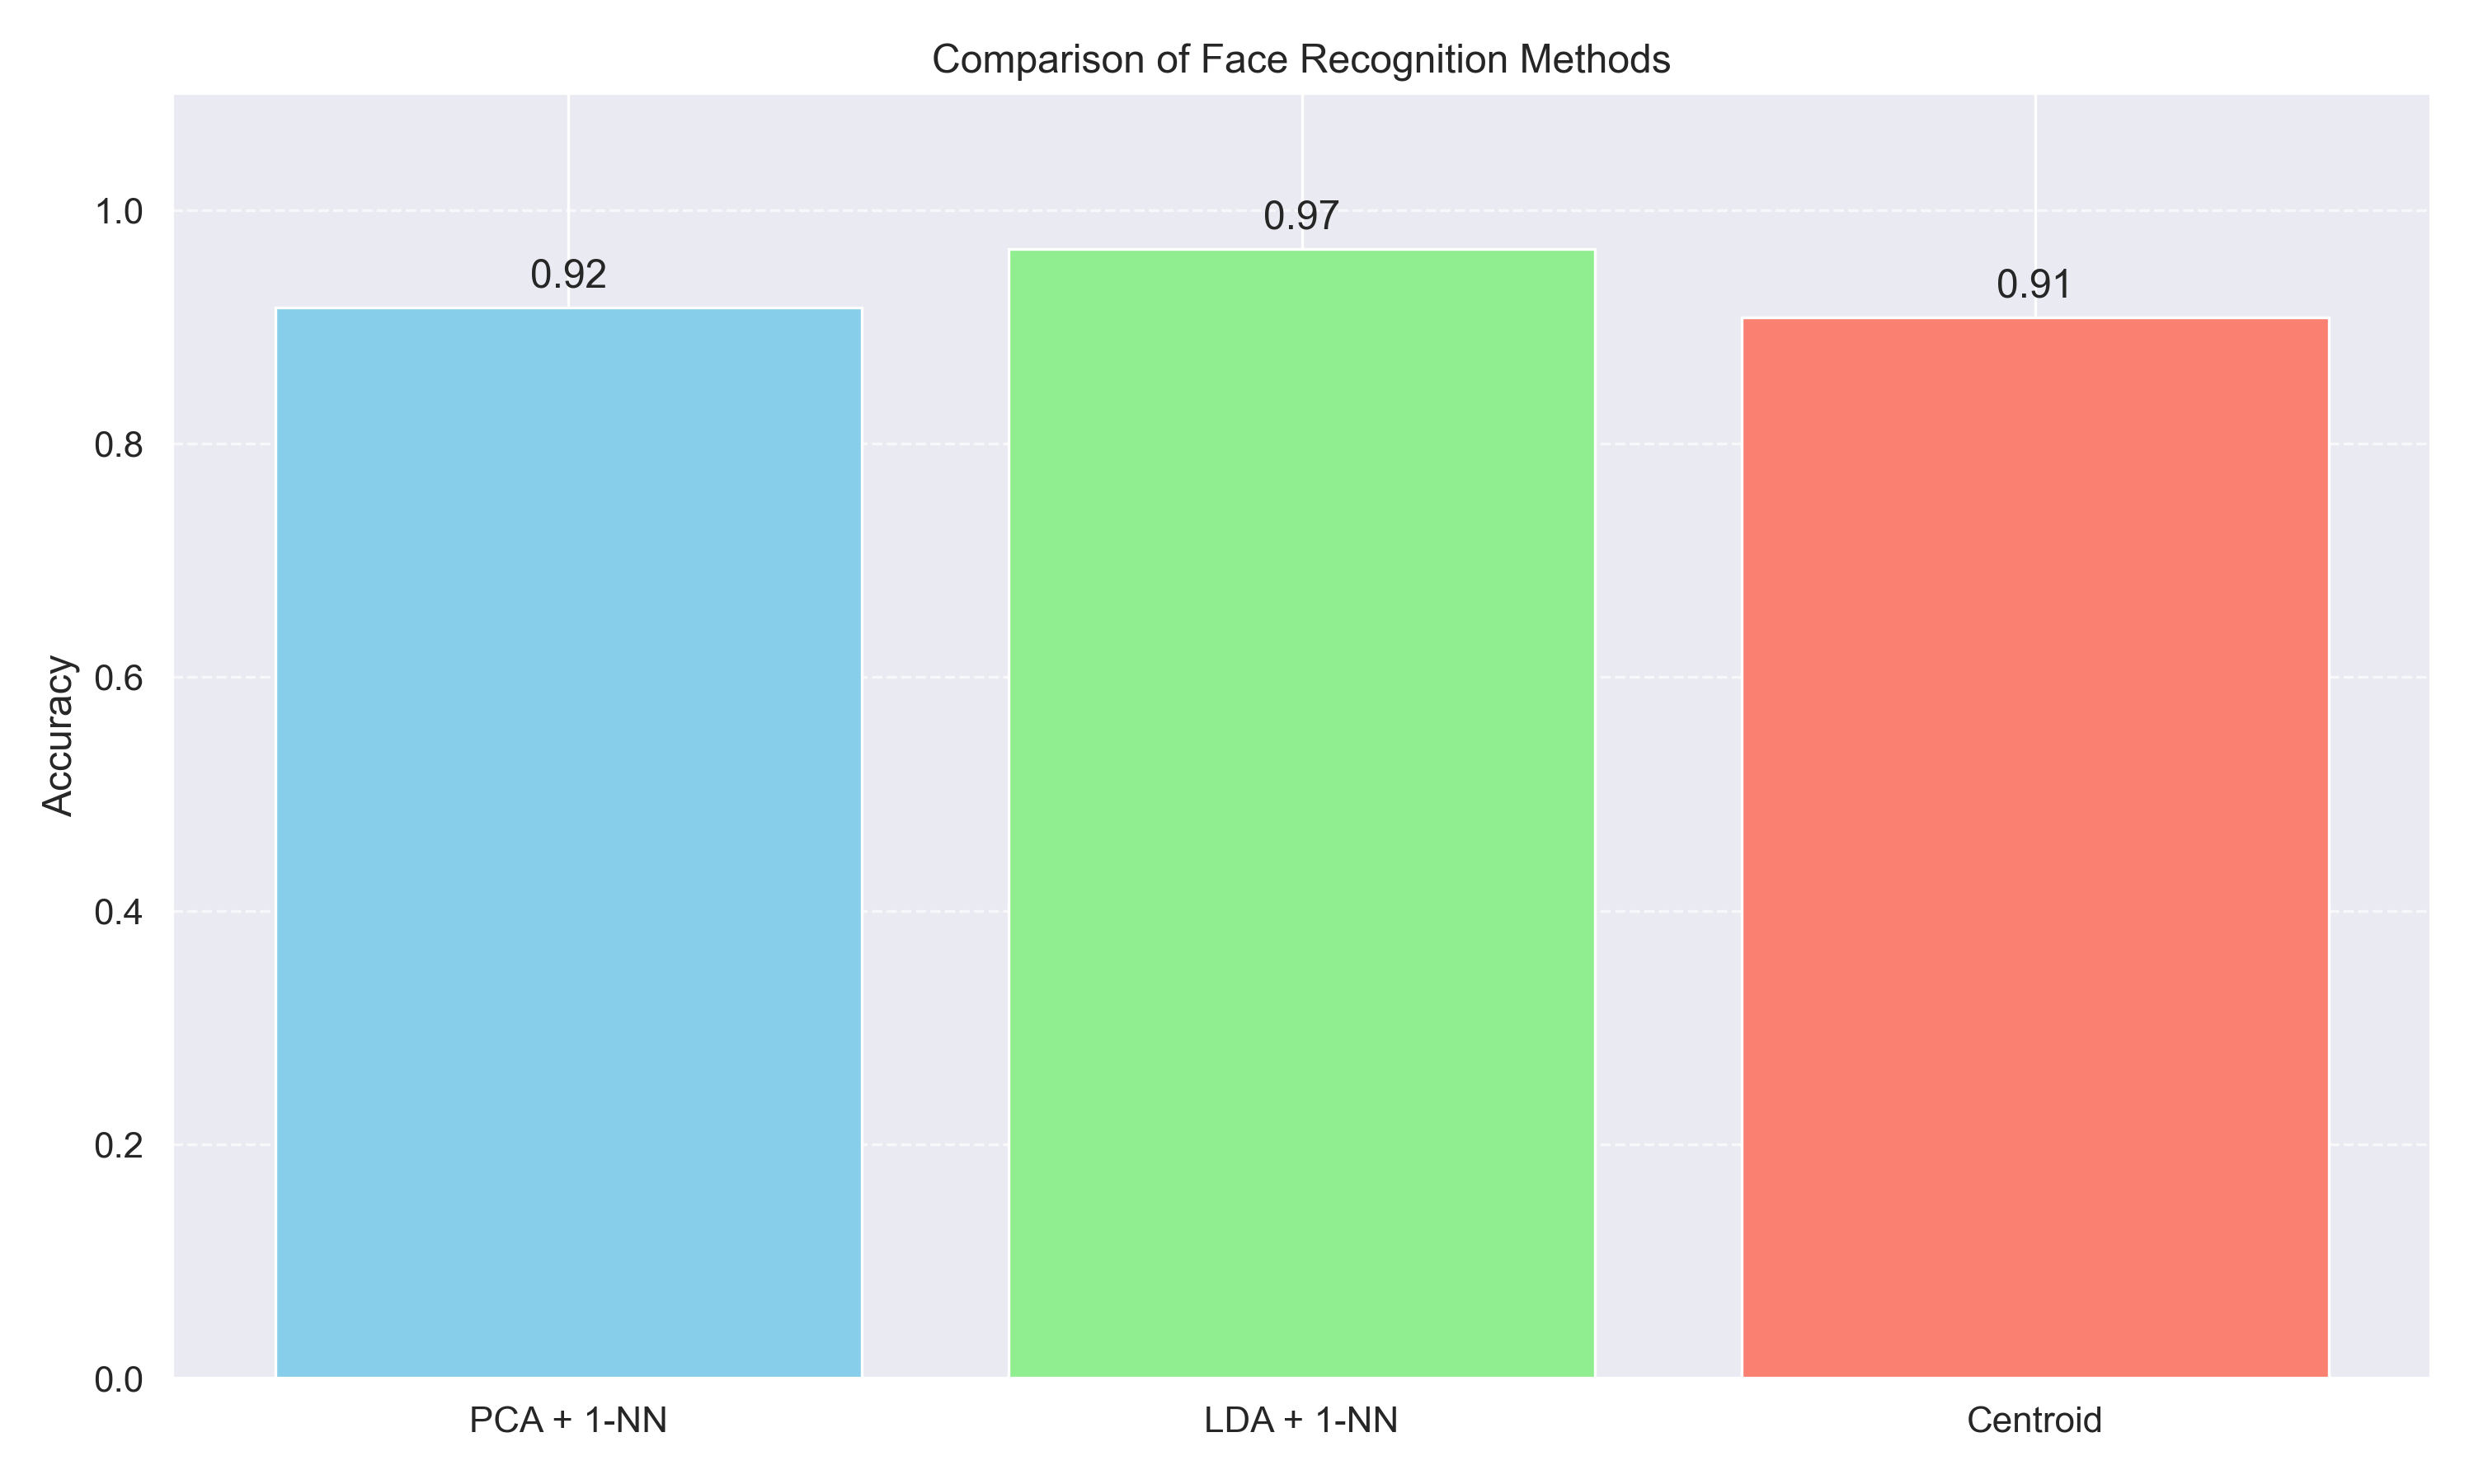 Comparison of Face Recognition Methods
1.0
0.8
0.6
0.4
0.2
0.0
Accuracy
0.92
0.97
0.91
PCA + 1-NN
LDA + 1-NN
Centroid